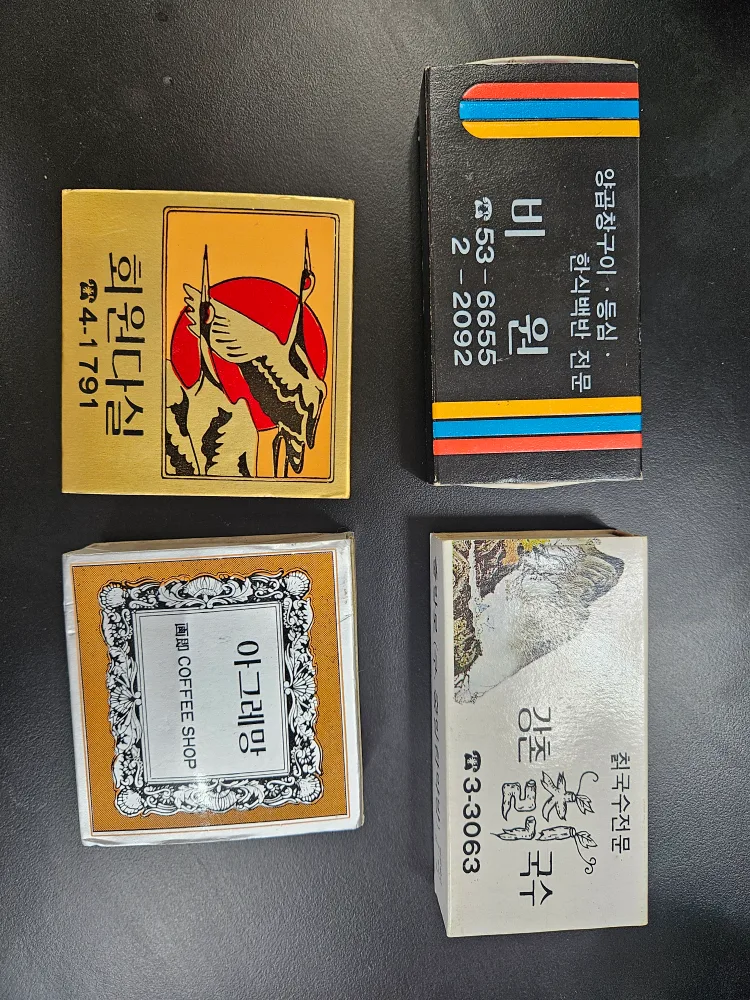 양곱창구이 · 등심 ·
한식백반 전문
비 원
☎53-6655
2-2092
칡국수전문
강촌 칡국수
☎3-3063
희원다실
☎4-1791
아그레망
COFFEE SHOP